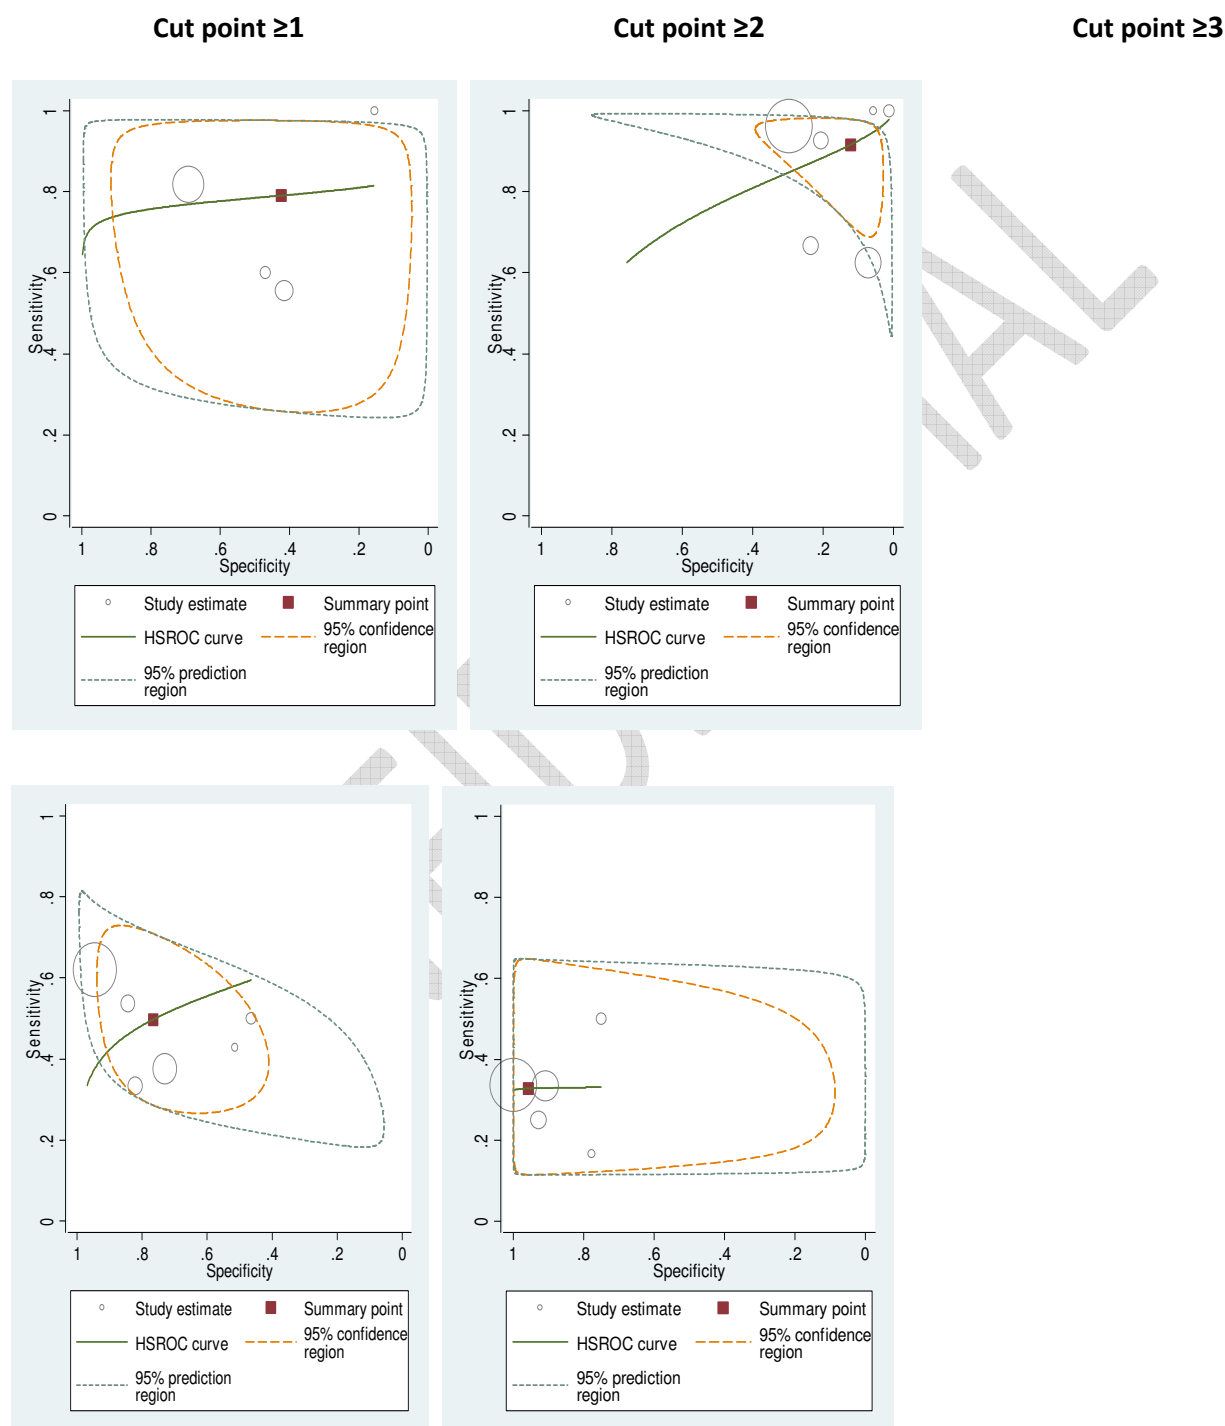 Cut point ≥1 Cut point ≥2 Cut point ≥3
Sensitivity
0 .2 .4 .6 .8 1
1 .8 .6 .4 .2 0
Specificity
Study estimate Summary point
HSROC curve 95% confidence
region
95% prediction
region
Sensitivity
0 .2 .4 .6 .8 1
1 .8 .6 .4 .2 0
Specificity
Study estimate Summary point
HSROC curve 95% confidence
region
95% prediction
region
Sensitivity
0 .2 .4 .6 .8 1
1 .8 .6 .4 .2 0
Specificity
Study estimate Summary point
HSROC curve 95% confidence
region
95% prediction
region
Sensitivity
0 .2 .4 .6 .8 1
1 .8 .6 .4 .2 0
Specificity
Study estimate Summary point
HSROC curve 95% confidence
region
95% prediction
region